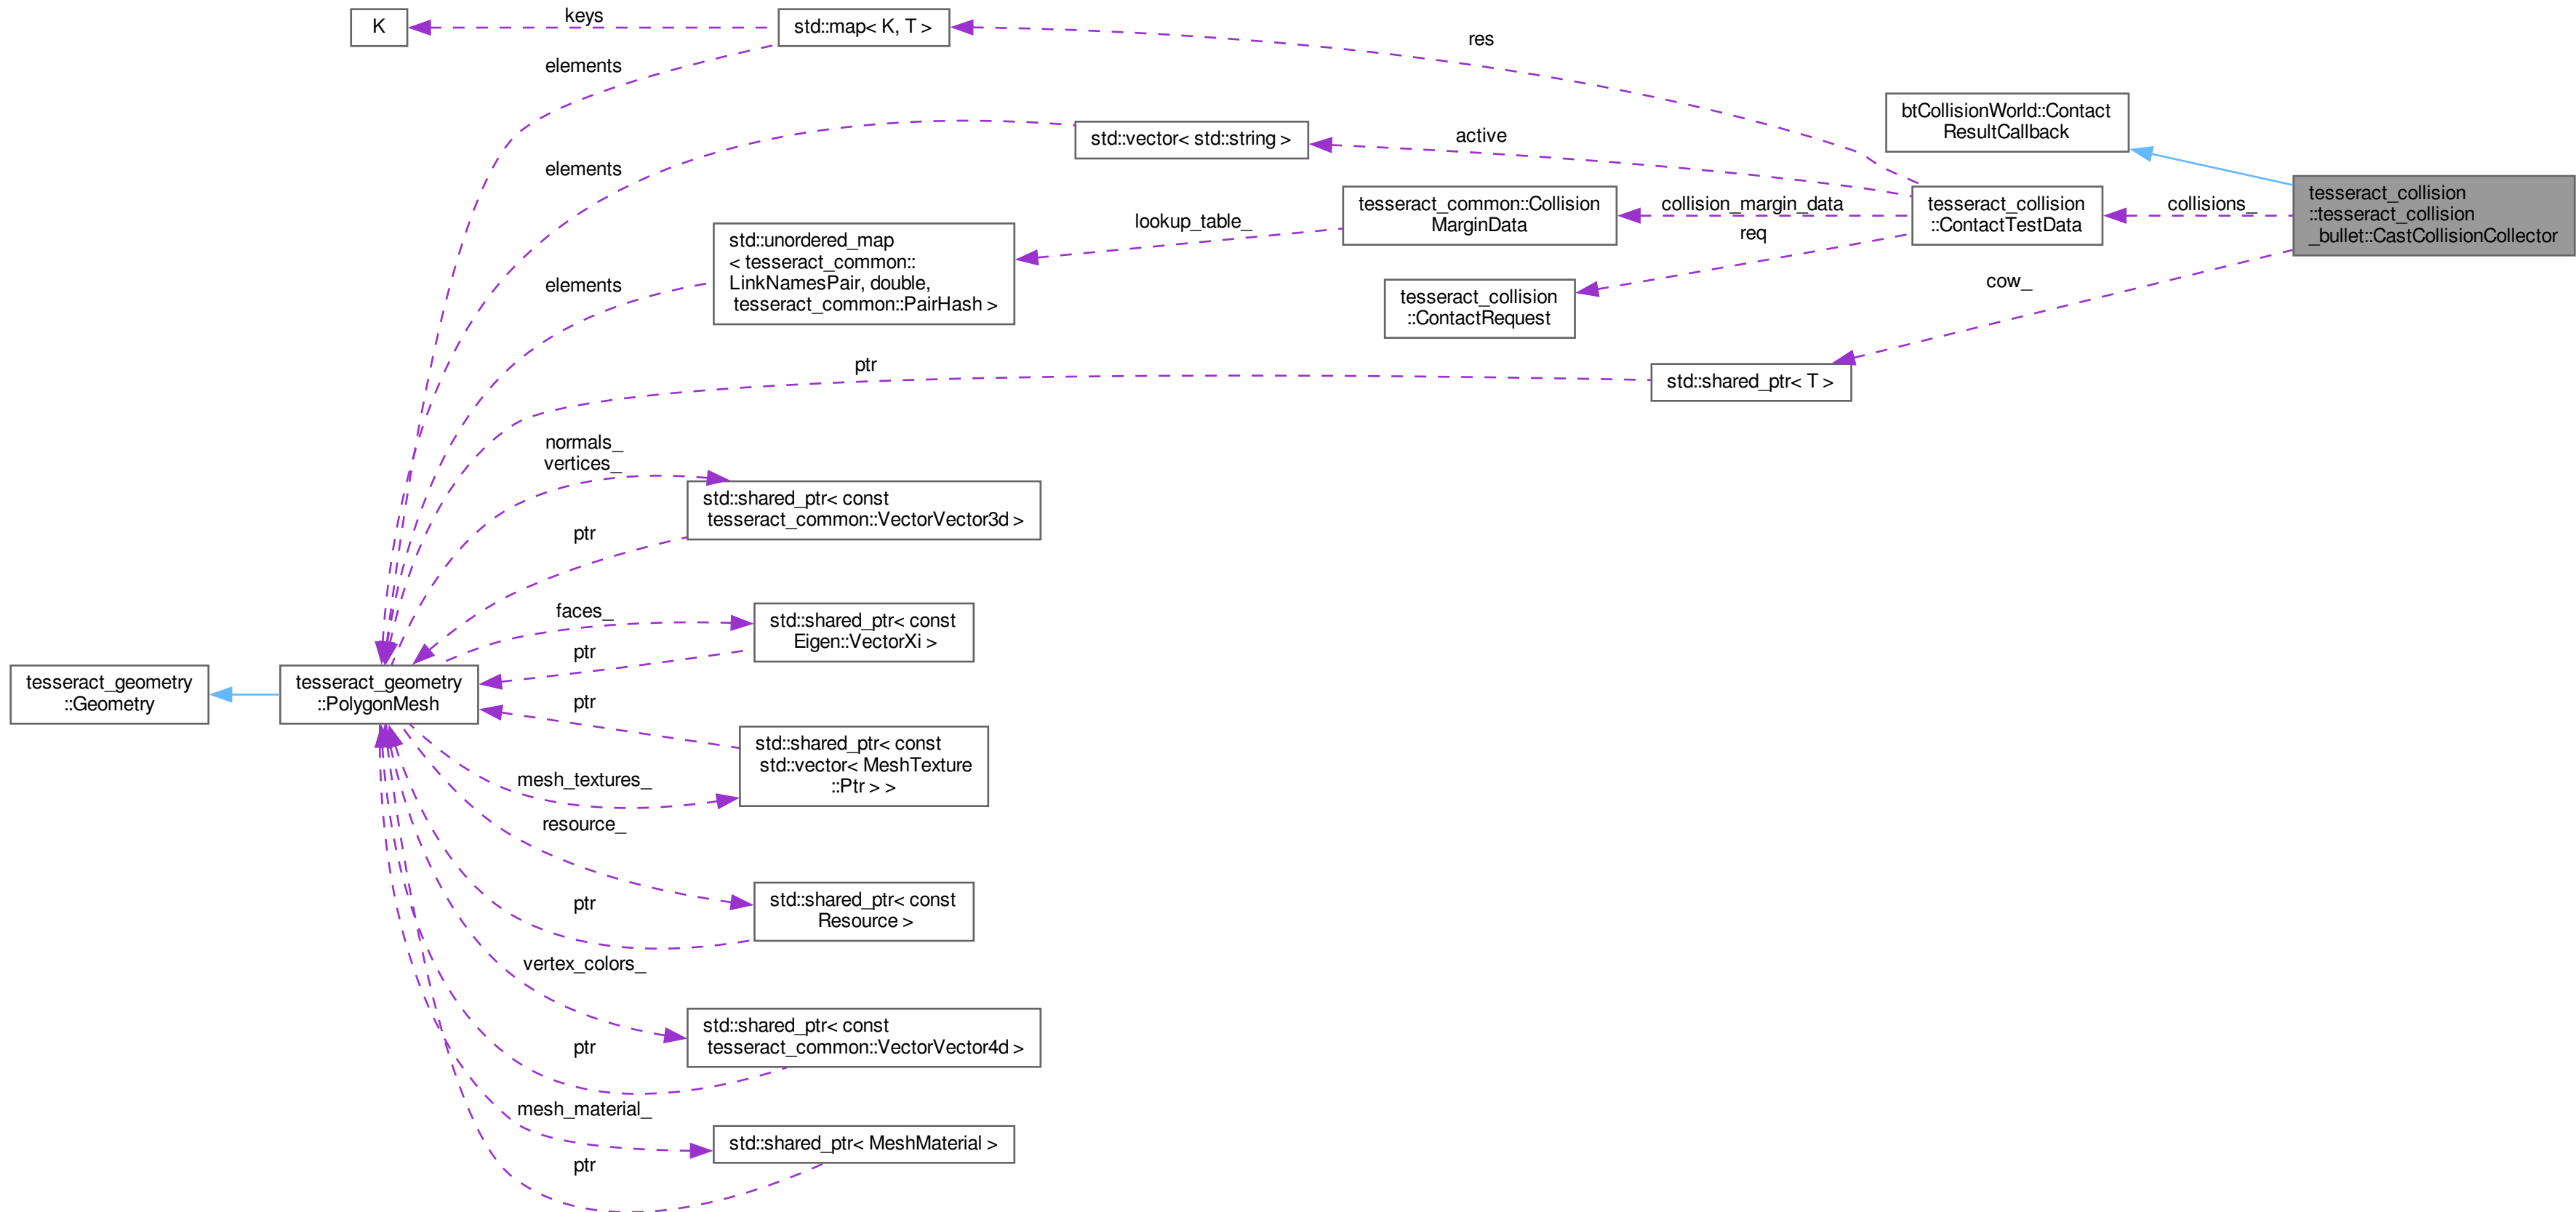 K
keys
std::map< K, T >
res
elements
btCollisionWorld::Contact
ResultCallback
std::vector< std::string >
active
elements
tesseract_collision
::tesseract_collision
_bullet::CastCollisionCollector
collisions_
tesseract_collision
::ContactTestData
collision_margin_data
req
tesseract_common::Collision
MarginData
lookup_table_
std::unordered_map
< tesseract_common::
LinkNamesPair, double,
tesseract_common::PairHash >
elements
tesseract_collision
::ContactRequest
cow_
std::shared_ptr< T >
ptr
normals_
vertices_
std::shared_ptr< const
tesseract_common::VectorVector3d >
ptr
faces_
std::shared_ptr< const
Eigen::VectorXi >
ptr
tesseract_geometry
::Geometry
tesseract_geometry
::PolygonMesh
ptr
std::shared_ptr< const
std::vector< MeshTexture
::Ptr > >
mesh_textures_
resource_
std::shared_ptr< const
Resource >
ptr
vertex_colors_
std::shared_ptr< const
tesseract_common::VectorVector4d >
ptr
mesh_material_
std::shared_ptr< MeshMaterial >
ptr